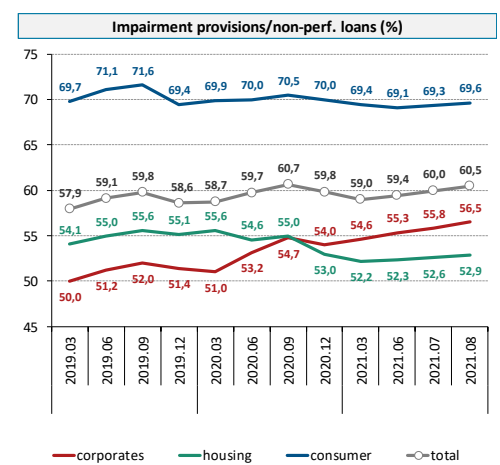 Impairment provisions/non-perf. loans (%)
75
70
65
60
55
50
45
69,7 71,1 71,6 69,4 69,9 70,0 70,5 70,0 69,4 69,1 69,3 69,6
57,9 59,1 59,8 58,6 58,7 59,7 60,7 59,8 59,0 59,4 60,0 60,5
54,1 55,0 55,6 55,1 55,6 54,6 55,0 53,0 52,2 52,3 52,6 52,9
50,0 51,2 52,0 51,4 51,0 53,2 54,7 54,0 54,6 55,3 55,8 56,5
2019.03 2019.06 2019.09 2019.12 2020.03 2020.06 2020.09 2020.12 2021.03 2021.06 2021.07 2021.08
corporates housing consumer total